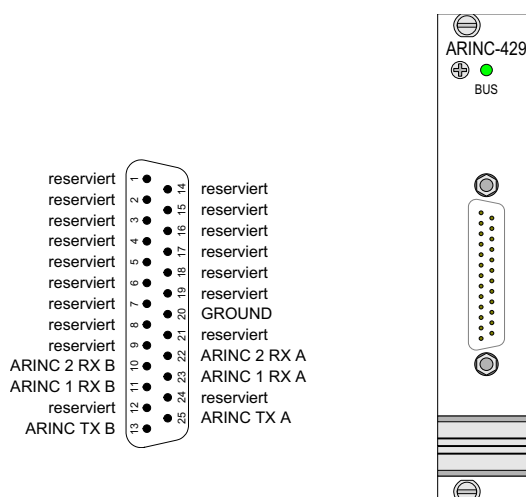 ARINC-429
BUS
reserviert 1
reserviert 2
reserviert 3
reserviert 4
reserviert 5
reserviert 6
reserviert 7
reserviert 8
reserviert 9
ARINC 2 RX B 10
ARINC 1 RX B 11
reserviert 12
ARINC TX B 13
14 reserviert
15 reserviert
16 reserviert
17 reserviert
18 reserviert
19 reserviert
20 GROUND
21 reserviert
22 ARINC 2 RX A
23 ARINC 1 RX A
24 reserviert
25 ARINC TX A